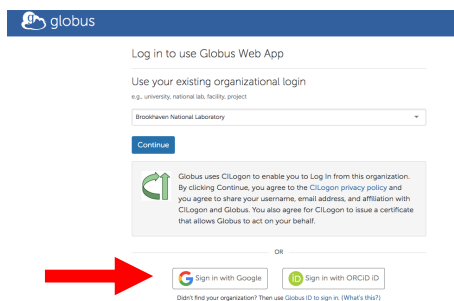 globus
Log in to use Globus Web App
Use your existing organizational login
e.g., university, national lab, facility, project
Brookhaven National Laboratory
Continue
Globus uses CILogon to enable you to Log In from this organization.
By clicking Continue, you agree to the CILogon privacy policy and
you agree to share your username, email address, and affiliation with
CILogon and Globus. You also agree for CILogon to issue a certificate
that allows Globus to act on your behalf.
OR
Sign in with Google
iD Sign in with ORCiD iD
Didn't find your organization? Then use Globus ID to sign in. (What's this?)